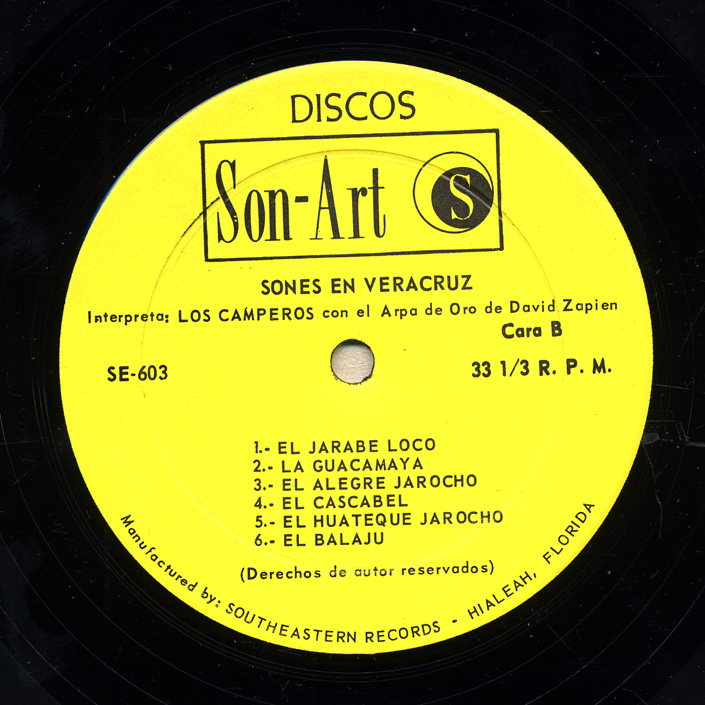 DISCOS
Son-Art S
SONES EN VERACRUZ
Interpreta: LOS CAMPEROS con el Arpa de Oro de David Zapien
Cara B
SE-603
33 1/3 R. P. M.
1.- EL JARABE LOCO
2.- LA GUACAMAYA
3.- EL ALEGRE JAROCHO
4.- EL CASCABEL
5.- EL HUATEQUE JAROCHO
6.- EL BALAJU
(Derechos de autor reservados)
Manufactured by: SOUTHEASTERN RECORDS - HIALEAH, FLORIDA